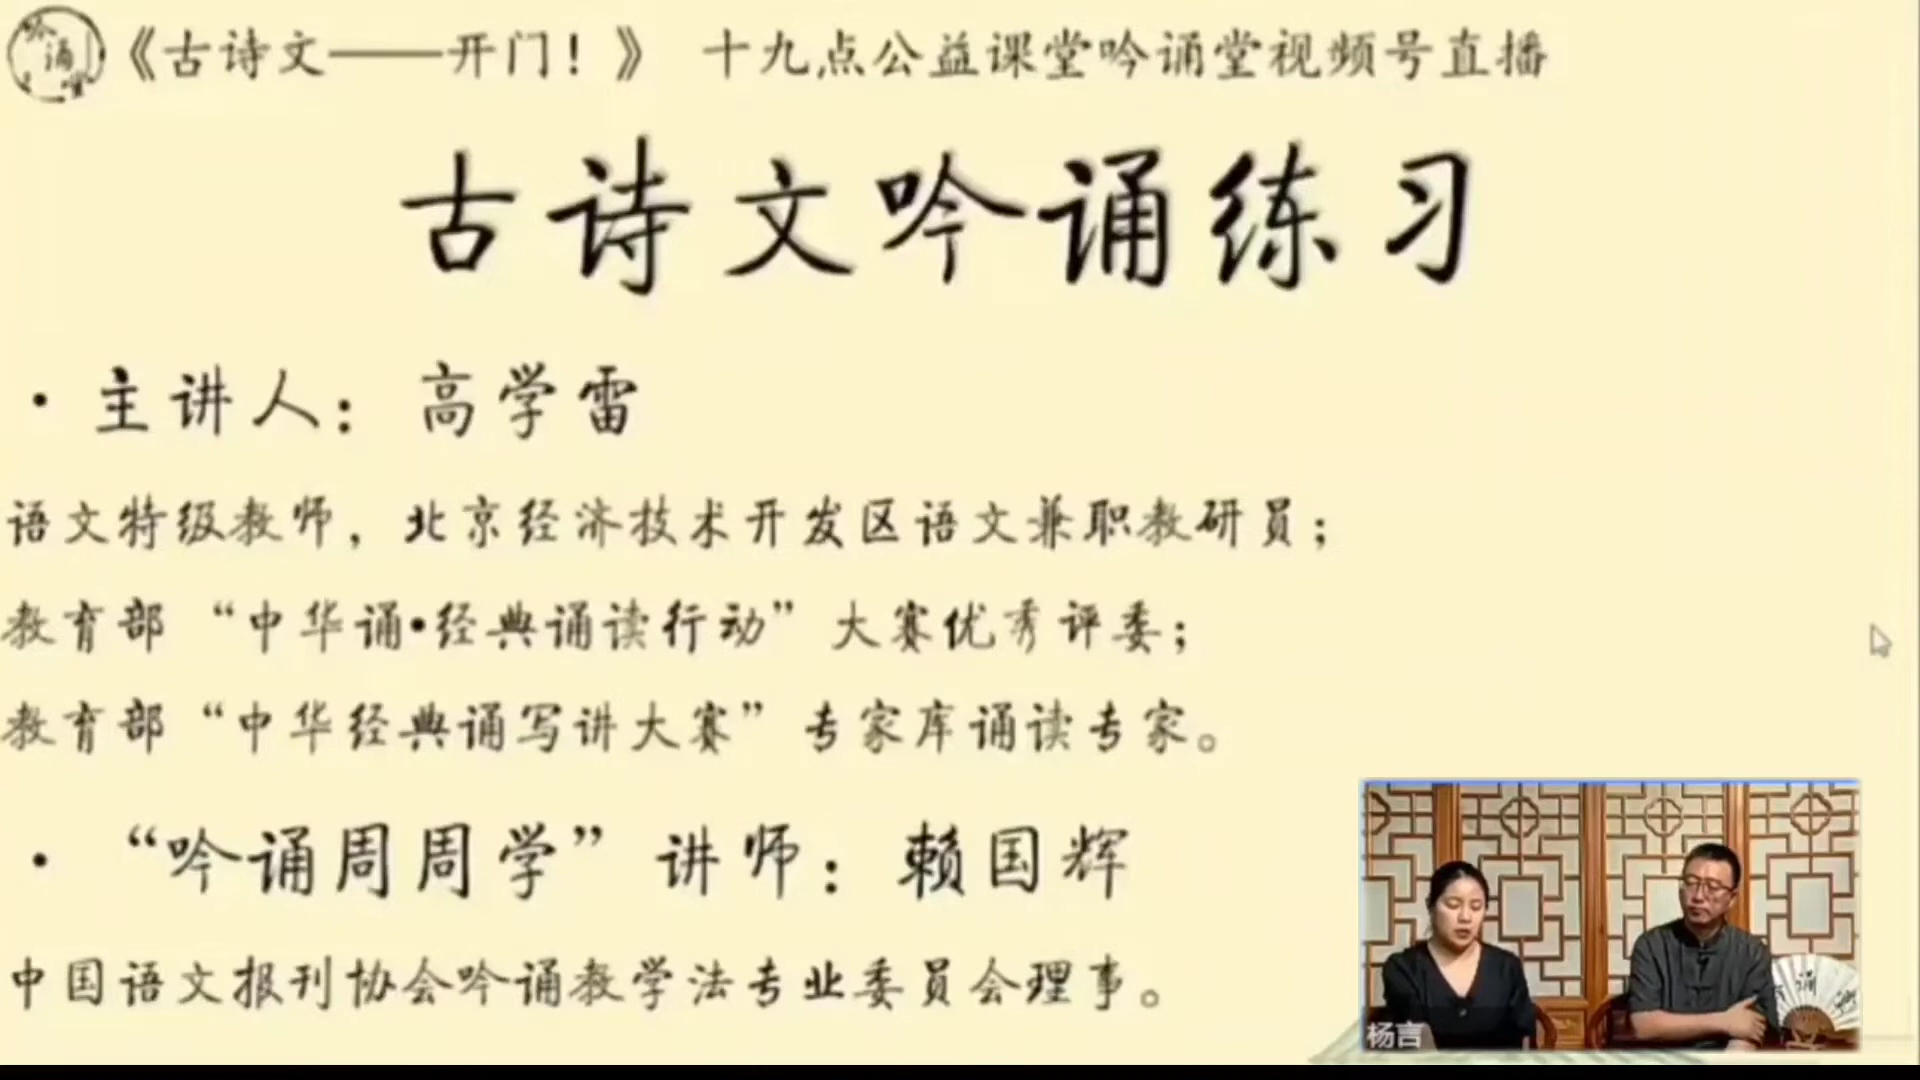 吟诵堂
《古诗文——开门！》 十九点公益课堂吟诵堂视频号直播
古诗文吟诵练习
·主讲人：高学雷
语文特级教师，北京经济技术开发区语文兼职教研员；
教育部“中华诵•经典诵读行动”大赛优秀评委；
教育部“中华经典诵写讲大赛”专家库诵读专家。
·“吟诵周周学”讲师：赖国辉
中国语文报刊协会吟诵教学法专业委员会理事。
杨言